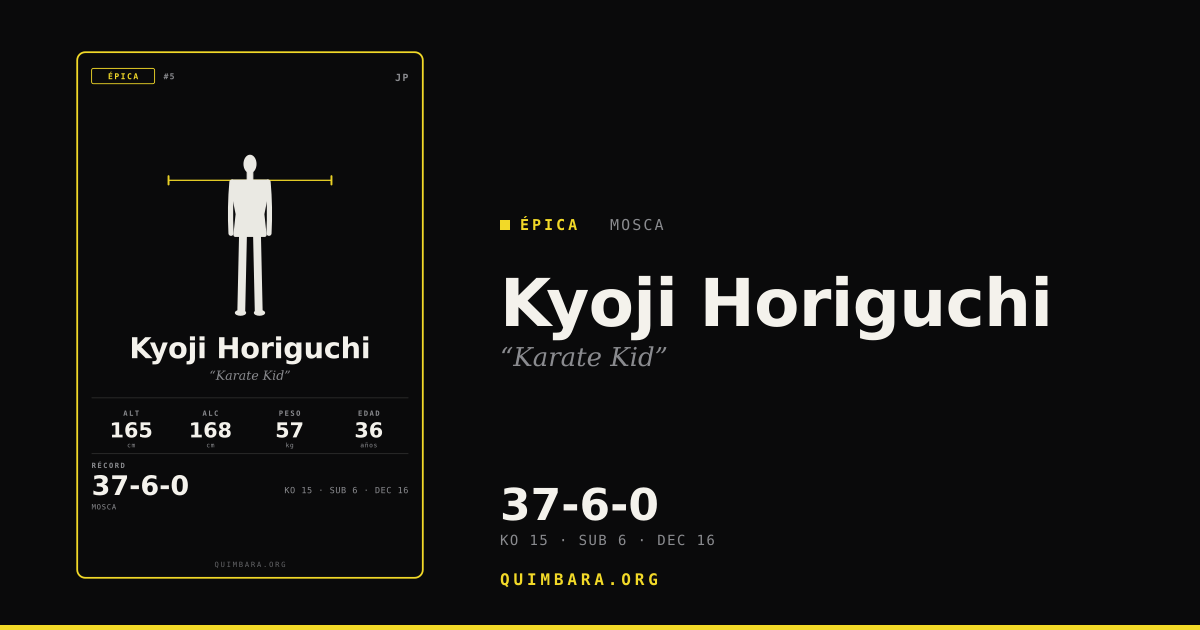 ÉPICA #5 JP
Kyoji Horiguchi
“Karate Kid”
ALT ALC PESO EDAD
165 168 57 36
cm cm kg años
RÉCORD
37-6-0 KO 15 · SUB 6 · DEC 16
MOSCA
QUIMBARA.ORG
ÉPICA MOSCA
Kyoji Horiguchi
“Karate Kid”
37-6-0
KO 15 · SUB 6 · DEC 16
QUIMBARA.ORG